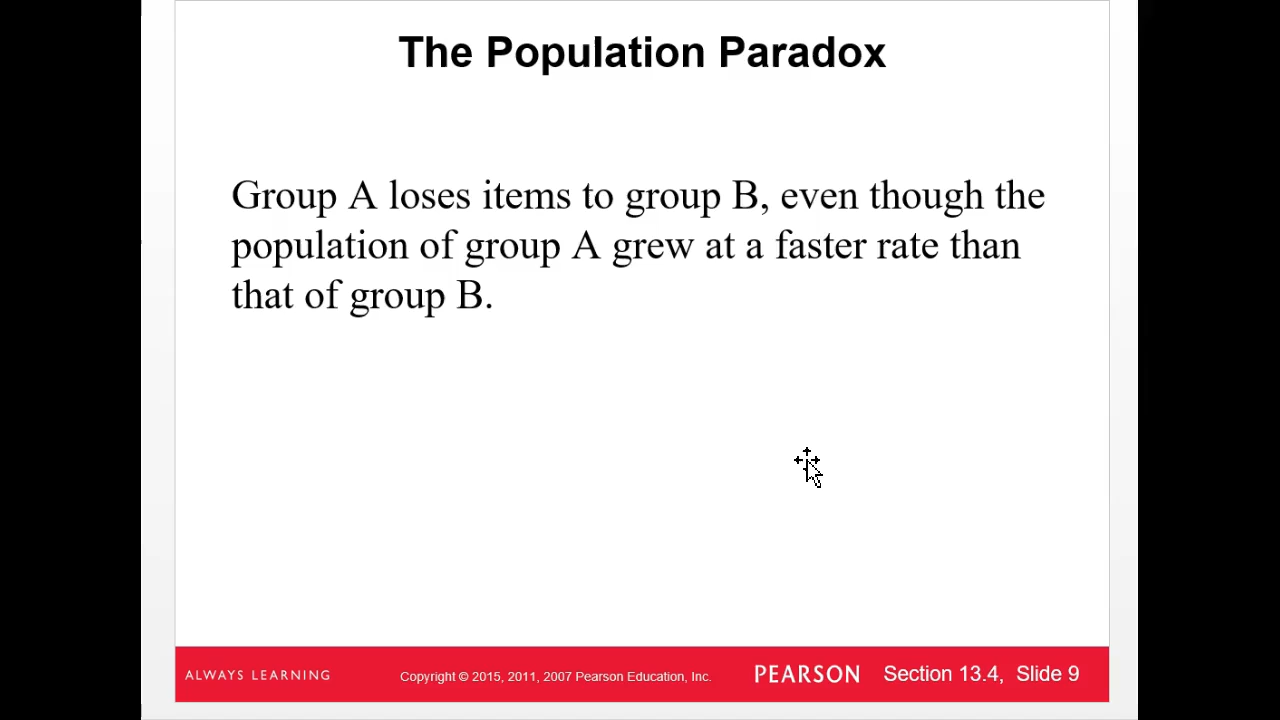 The Population Paradox
Group A loses items to group B, even though the
population of group A grew at a faster rate than
that of group B.
ALWAYS LEARNING
Copyright © 2015, 2011, 2007 Pearson Education, Inc.
PEARSON
Section 13.4, Slide 9